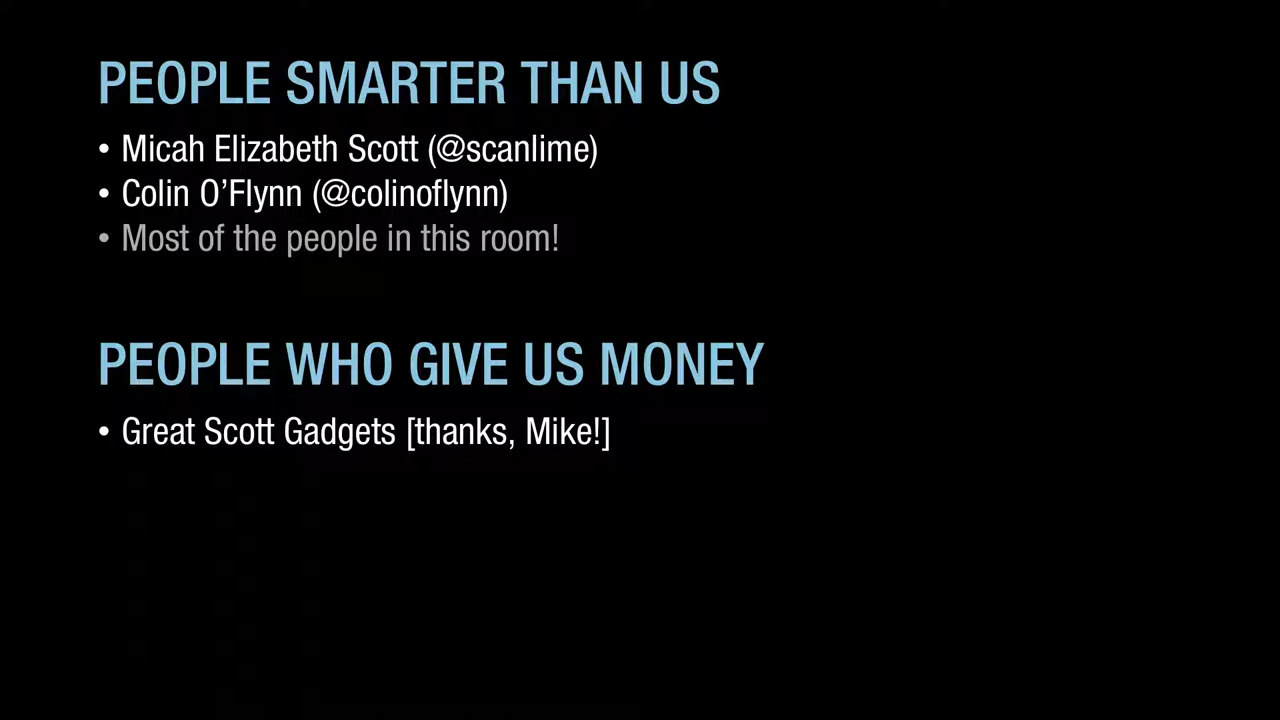 PEOPLE SMARTER THAN US
• Micah Elizabeth Scott (@scanlime)
• Colin O’Flynn (@colinoflynn)
• Most of the people in this room!
PEOPLE WHO GIVE US MONEY
• Great Scott Gadgets [thanks, Mike!]